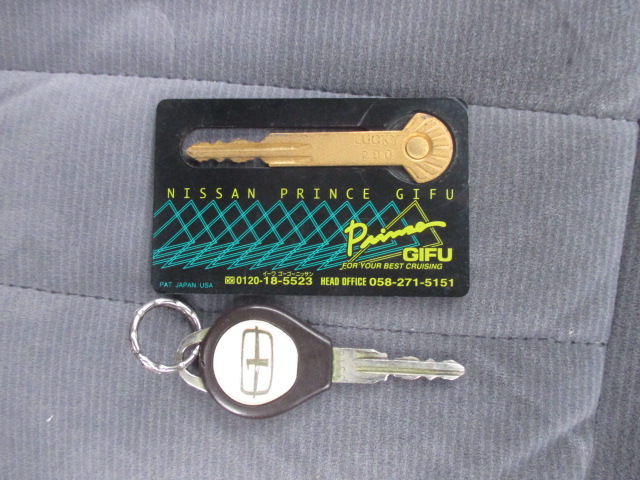 LUCKY
NISSAN PRINCE GIFU
Prince
GIFU
FOR YOUR BEST CRUISING
イーワ ゴーゴーニッサン
0120-18-5523 HEAD OFFICE 058-271-5151
PAT JAPAN USA